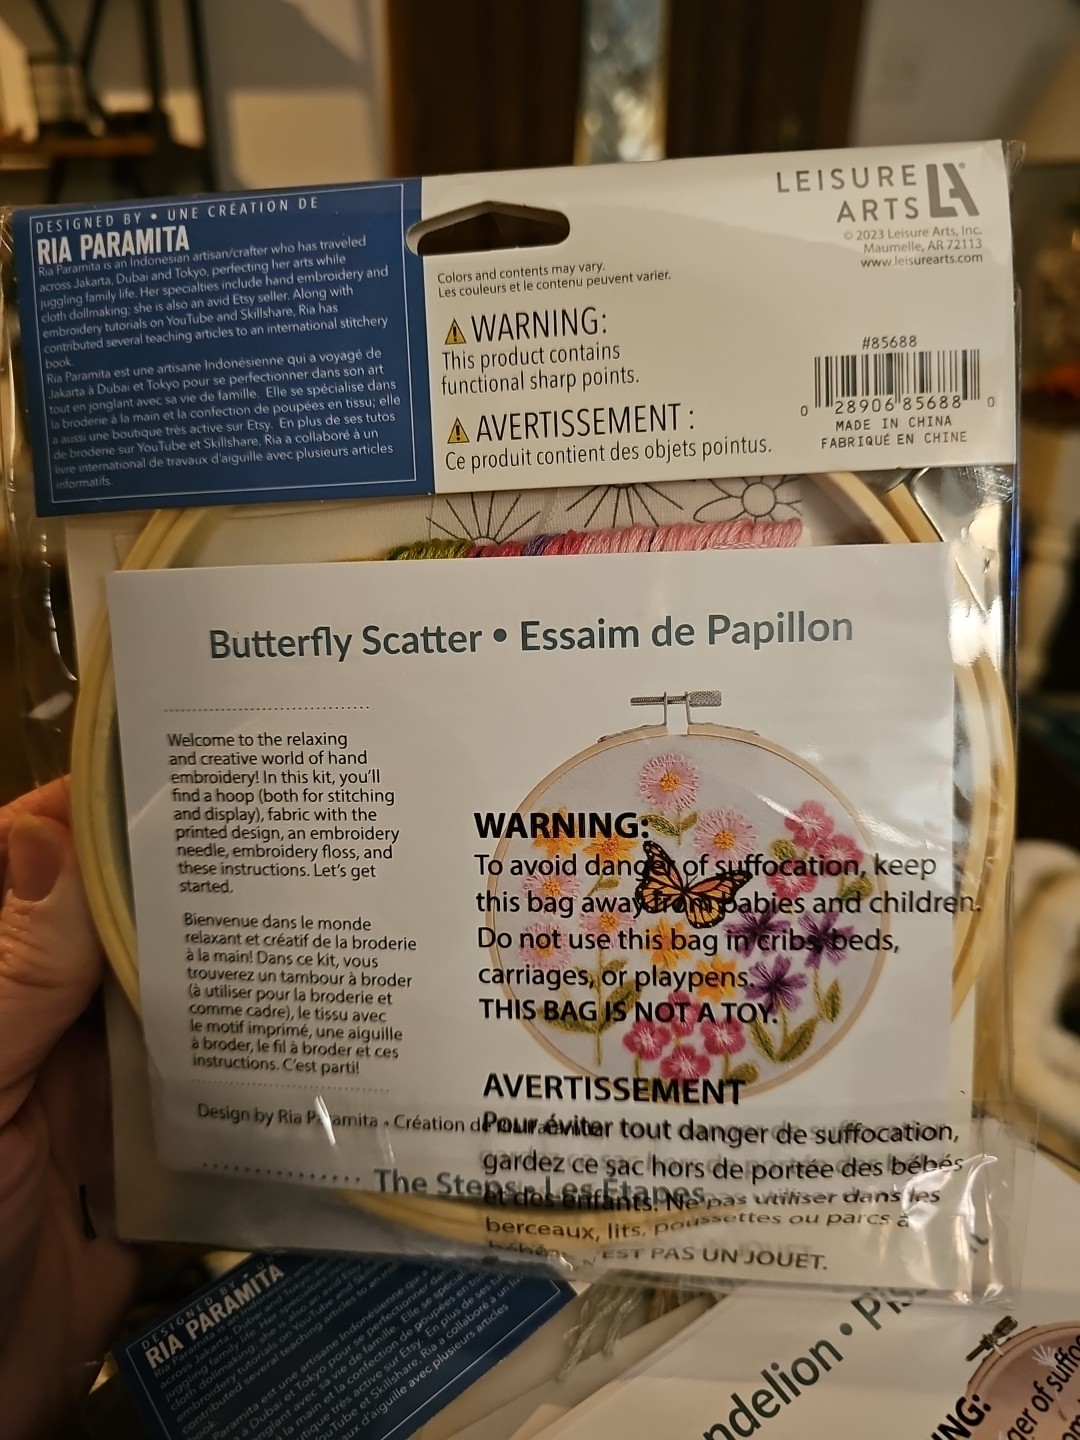 DESIGNED BY • UNE CRÉATION DE
RIA PARAMITA
Ria Paramita is an Indonesian artisan/crafter who has traveled
across Jakarta, Dubai and Tokyo, perfecting her arts while
juggling family life. Her specialties include hand embroidery and
cloth dollmaking; she is also an avid Etsy seller. Along with
embroidery tutorials on YouTube and Skillshare, Ria has
contributed several teaching articles to an international stitchery
book.
Ria Paramita est une artisane Indonésienne qui a voyagé de
Jakarta à Dubai et Tokyo pour se perfectionner dans son art
tout en jonglant avec sa vie de famille. Elle se spécialise dans
la broderie à la main et la confection de poupées en tissu; elle
a aussi une boutique très active sur Etsy. En plus de ses tutos
de broderie sur YouTube et Skillshare, Ria a collaboré à un
livre international de travaux d'aiguille avec plusieurs articles
informatifs.
Colors and contents may vary.
Les couleurs et le contenu peuvent varier.
⚠ WARNING:
This product contains
functional sharp points.
⚠ AVERTISSEMENT :
Ce produit contient des objets pointus.
LEISURE
ARTS LA
© 2023 Leisure Arts, Inc.
Maumelle, AR 72113
www.leisurearts.com
#85688
0 28906 85688 0
MADE IN CHINA
FABRIQUÉ EN CHINE
Butterfly Scatter • Essaim de Papillon
Welcome to the relaxing
and creative world of hand
embroidery! In this kit, you'll
find a hoop (both for stitching
and display), fabric with the
printed design, an embroidery
needle, embroidery floss, and
these instructions. Let's get
started.
Bienvenue dans le monde
relaxant et créatif de la broderie
à la main! Dans ce kit, vous
trouverez un tambour à broder
(à utiliser pour la broderie et
comme cadre), le tissu avec
le motif imprimé, une aiguille
à broder, le fil à broder et ces
instructions. C'est parti!
Design by Ria Paramita • Création de
The Steps • Les Étapes
WARNING:
To avoid danger of suffocation, keep
this bag away from babies and children.
Do not use this bag in cribs, beds,
carriages, or playpens.
THIS BAG IS NOT A TOY.
AVERTISSEMENT
Pour éviter tout danger de suffocation,
gardez ce sac hors de portée des bébés
et des enfants. Ne pas utiliser dans les
berceaux, lits, poussettes ou parcs à
N'EST PAS UN JOUET.
DESIGNED BY
RIA PARAMITA
ndelion • Pis
NG:
ger of suffo